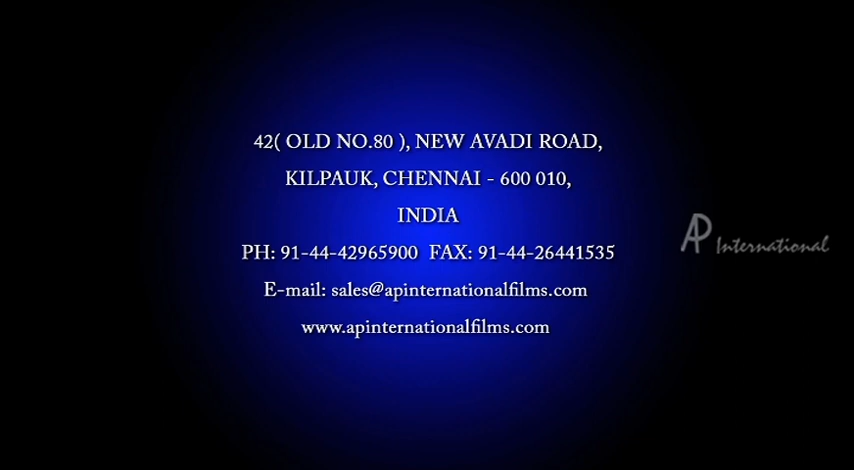 42( OLD NO.80 ), NEW AVADI ROAD,
KILPAUK, CHENNAI - 600 010,
INDIA
PH: 91-44-42965900 FAX: 91-44-26441535
E-mail: sales@apinternationalfilms.com
www.apinternationalfilms.com
AP International